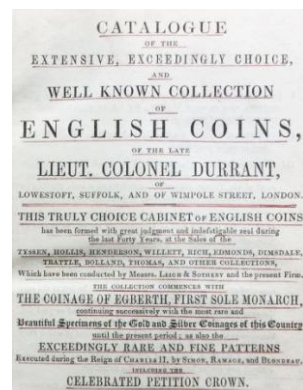 CATALOGUE
OF THE
EXTENSIVE, EXCEEDINGLY CHOICE,
AND
WELL KNOWN COLLECTION
OF
ENGLISH COINS,
OF THE LATE
LIEUT. COLONEL DURRANT,
OF
LOWESTOFT, SUFFOLK, AND OF WIMPOLE STREET, LONDON.
THIS TRULY CHOICE CABINET OF ENGLISH COINS
has been formed with great judgment and indefatigable zeal during
the last Forty Years, at the Sales of the
TYSSEN, HOLLIS, HENDERSON, WILLETT, RICH, EDMONDS, DIMSDALE,
TRATTLE, BOLLAND, THOMAS, AND OTHER COLLECTIONS,
Which have been conducted by Messrs. LEIGH & SOTHEBY and the present Firm.
THE COLLECTION COMMENCES WITH
THE COINAGE OF EGBERTH, FIRST SOLE MONARCH,
continuing successively with the most rare and
Beautiful Specimens of the Gold and Silver Coinages of this Country
until the present period; as also the
EXCEEDINGLY RARE AND FINE PATTERNS
Executed during the Reign of CHARLES II, by SIMON, RAMAGE, and BLONDEAU,
INCLUDING THE
CELEBRATED PETITION CROWN.